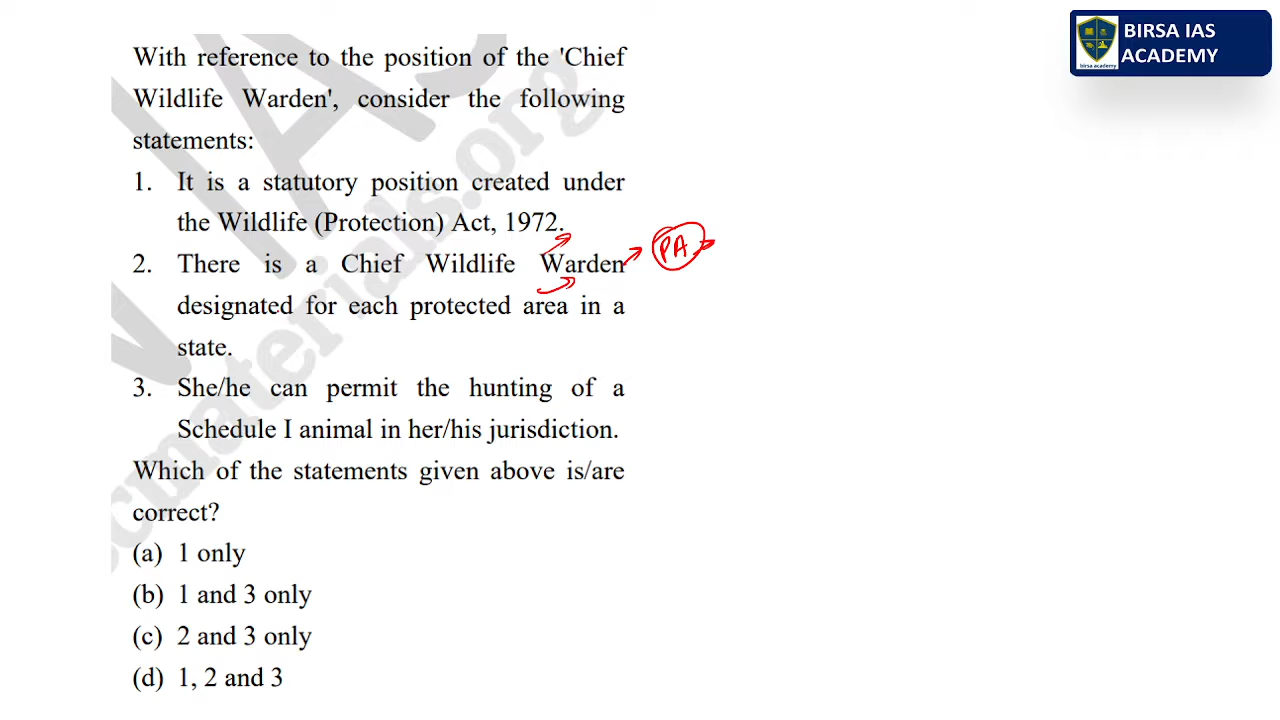 BIRSA IAS
ACADEMY
birsa academy
With reference to the position of the 'Chief
Wildlife Warden', consider the following
statements:
1. It is a statutory position created under
the Wildlife (Protection) Act, 1972.
2. There is a Chief Wildlife Warden
PA
designated for each protected area in a
state.
3. She/he can permit the hunting of a
Schedule I animal in her/his jurisdiction.
Which of the statements given above is/are
correct?
(a) 1 only
(b) 1 and 3 only
(c) 2 and 3 only
(d) 1, 2 and 3